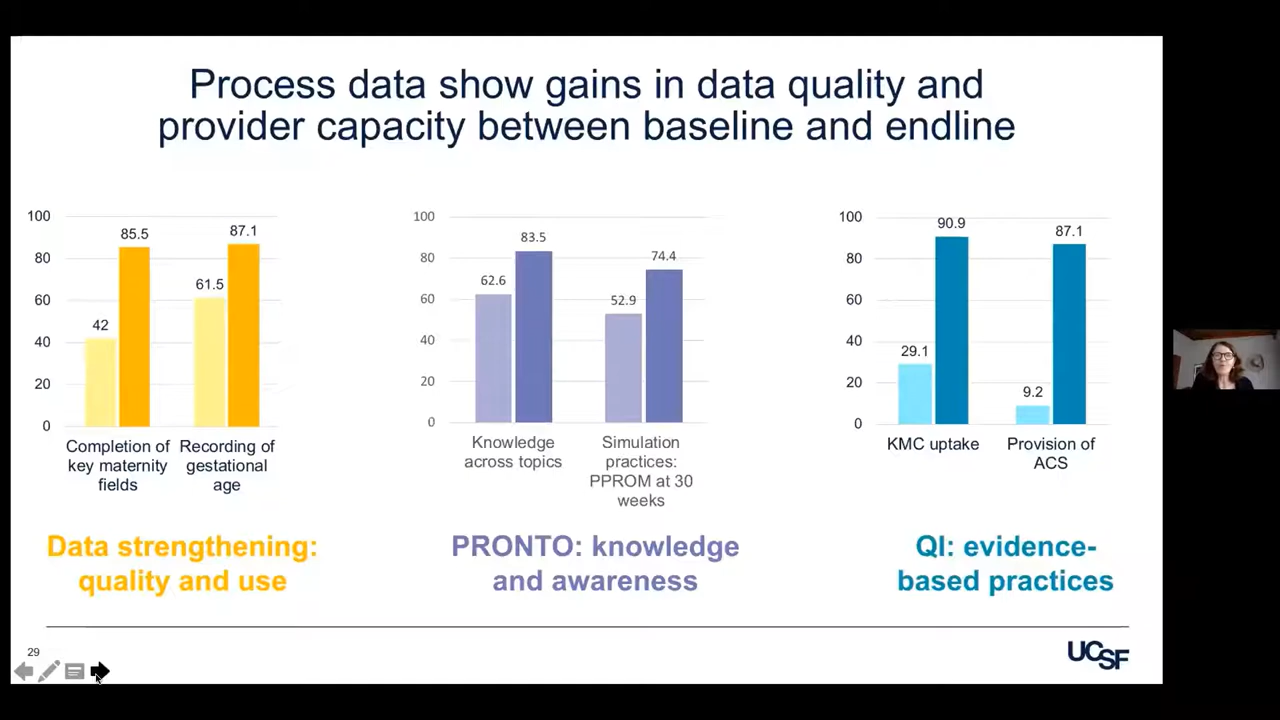 Process data show gains in data quality and
provider capacity between baseline and endline
100
80
60
40
20
0
42
85.5
61.5
87.1
Completion of
key maternity
fields
Recording of
gestational
age
Data strengthening:
quality and use
100
80
60
40
20
0
62.6
83.5
52.9
74.4
Knowledge
across topics
Simulation
practices:
PPROM at 30
weeks
PRONTO: knowledge
and awareness
100
80
60
40
20
0
29.1
90.9
9.2
87.1
KMC uptake
Provision of
ACS
QI: evidence-
based practices
29
UCSF